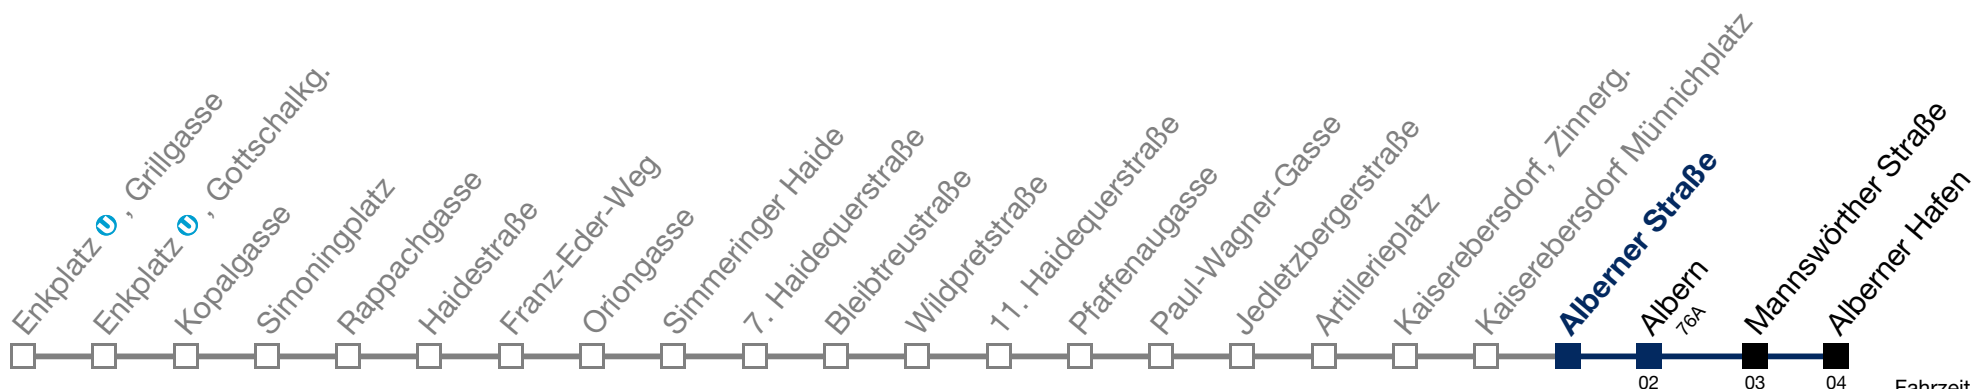 Enkplatz U, Grillgasse
Enkplatz U, Gottschalkg.
Kopalgasse
Simoningplatz
Rappachgasse
Haidestraße
Franz-Eder-Weg
Oriongasse
Simmeringer Haide
7. Haidequerstraße
Bleibtreustraße
Wildpretstraße
11. Haidequerstraße
Pfaffenaugasse
Paul-Wagner-Gasse
Jedletzbergerstraße
Artillerieplatz
Kaiserebersdorf, Zinnerg.
Kaiserebersdorf Münnichplatz
Alberner Straße
Albern
76A
Mannswörther Straße
Alberner Hafen
02 03 04 Fahrzeit